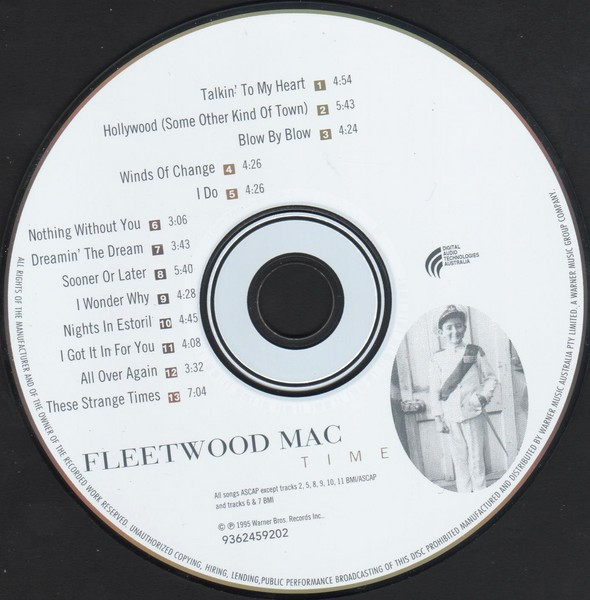 Talkin' To My Heart 1 4:54
Hollywood (Some Other Kind Of Town) 2 5:43
Blow By Blow 3 4:24
Winds Of Change 4 4:26
I Do 5 4:26
Nothing Without You 6 3:06
Dreamin' The Dream 7 3:43
Sooner Or Later 8 5:40
I Wonder Why 9 4:28
Nights In Estoril 10 4:45
I Got It In For You 11 4:08
All Over Again 12 3:32
These Strange Times 13 7:04
DIGITAL
AUDIO
TECHNOLOGIES
AUSTRALIA
FLEETWOOD MAC
TIME
All songs ASCAP except tracks 2, 5, 8, 9, 10, 11 BMI/ASCAP
and tracks 6 & 7 BMI
© ℗ 1995 Warner Bros. Records Inc..
9362459202
ALL RIGHTS OF THE MANUFACTURER AND OF THE OWNER OF THE RECORDED WORK RESERVED. UNAUTHORIZED COPYING, HIRING, LENDING,PUBLIC PERFORMANCE BROADCASTING OF THIS DISC PROHIBITED MANUFACTURED AND DISTRIBUTED BY WARNER MUSIC AUSTRALIA PTY LIMITED. A WARNER MUSIC GROUP COMPANY.